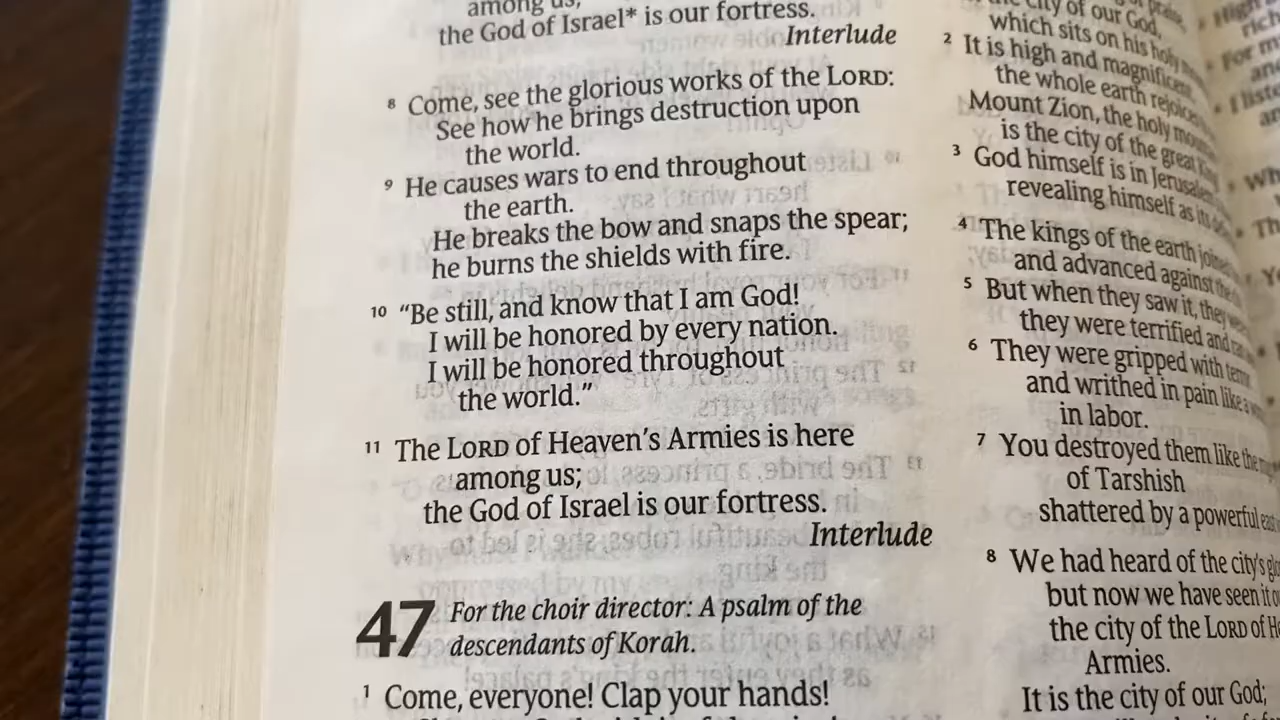 among us;
the God of Israel* is our fortress.
Interlude
8 Come, see the glorious works of the LORD:
See how he brings destruction upon
the world.
9 He causes wars to end throughout
the earth.
He breaks the bow and snaps the spear;
he burns the shields with fire.
10 “Be still, and know that I am God!
I will be honored by every nation.
I will be honored throughout
the world.”
11 The LORD of Heaven’s Armies is here
among us;
the God of Israel is our fortress.
Interlude
47 For the choir director: A psalm of the
descendants of Korah.
1 Come, everyone! Clap your hands!
city of our God,
which sits on his holy
2 It is high and magnificent;
the whole earth rejoices
Mount Zion, the holy
is the city of the great
3 God himself is in
revealing himself as its
4 The kings of the earth joined
and advanced against the
5 But when they saw it, they
they were terrified and
6 They were gripped with
and writhed in pain like a
in labor.
7 You destroyed them like the
of Tarshish
shattered by a powerful
8 We had heard of the city’s
but now we have seen it
the city of the LORD of
Armies.
It is the city of our God;